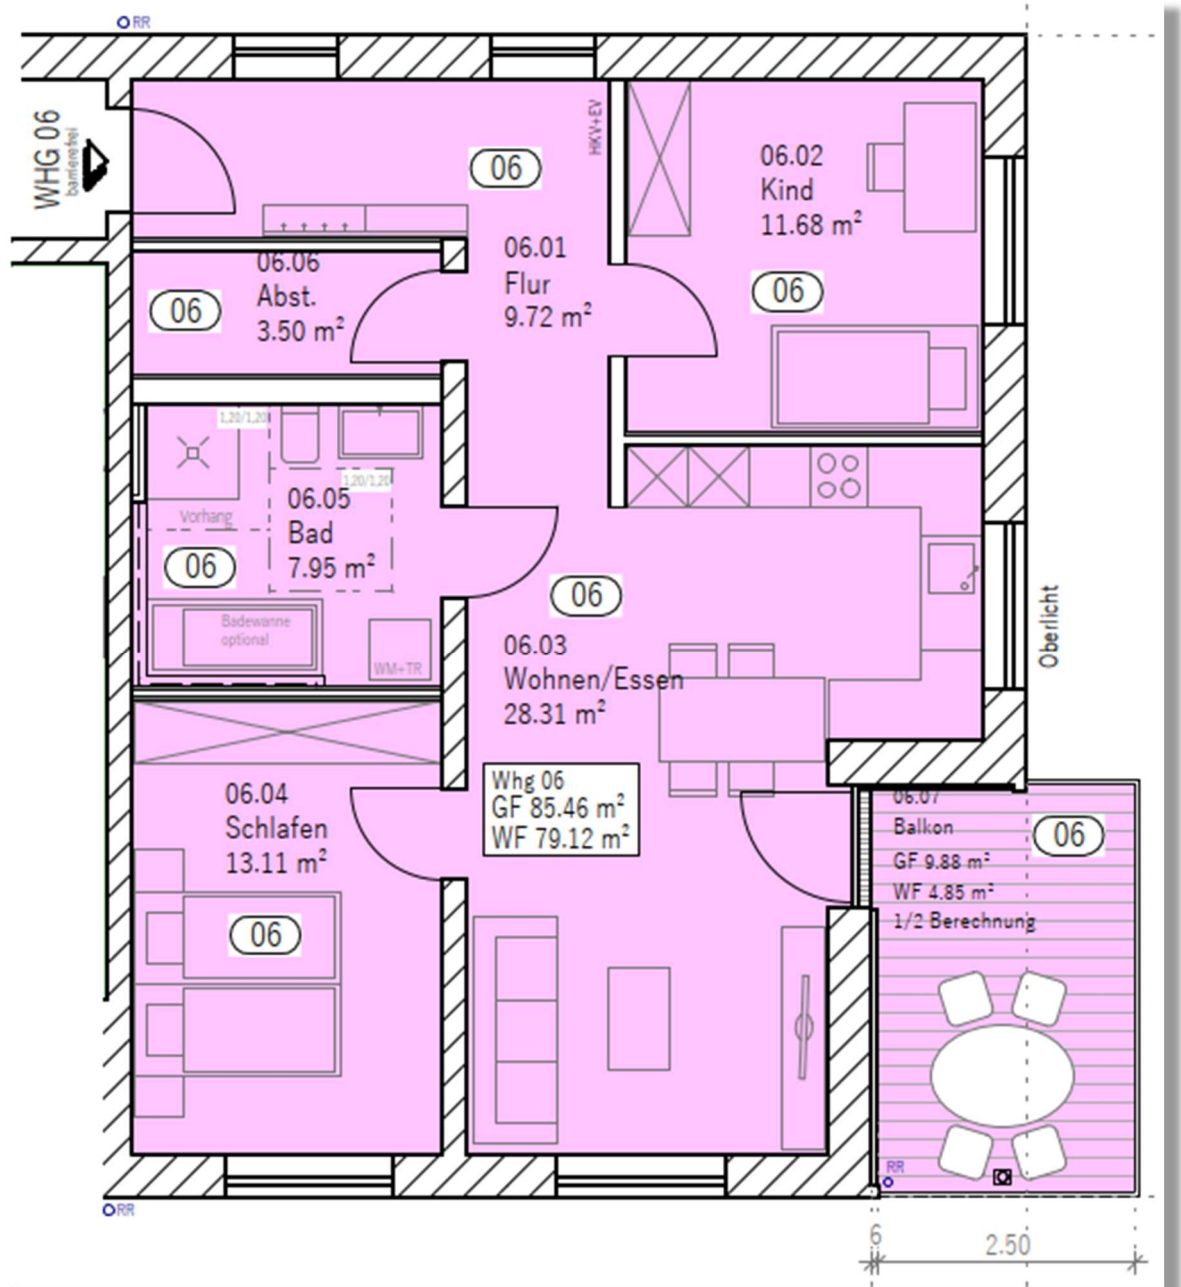 RR
WHG 06
barrierefrei
HKV+EV
06
06.01
Flur
9.72 m²
06.02
Kind
11.68 m²
06
06.06
Abst.
3.50 m²
06
1,20/1,20
1,20/1,20
06.05
Bad
7.95 m²
Vorhang
06
Badewanne
optional
WM+TR
06
06.03
Wohnen/Essen
28.31 m²
Oberlicht
Whg 06
GF 85.46 m²
WF 79.12 m²
06.04
Schlafen
13.11 m²
06
06.07
Balkon
GF 9.88 m²
WF 4.85 m²
1/2 Berechnung
06
RR
RR
6
2.50